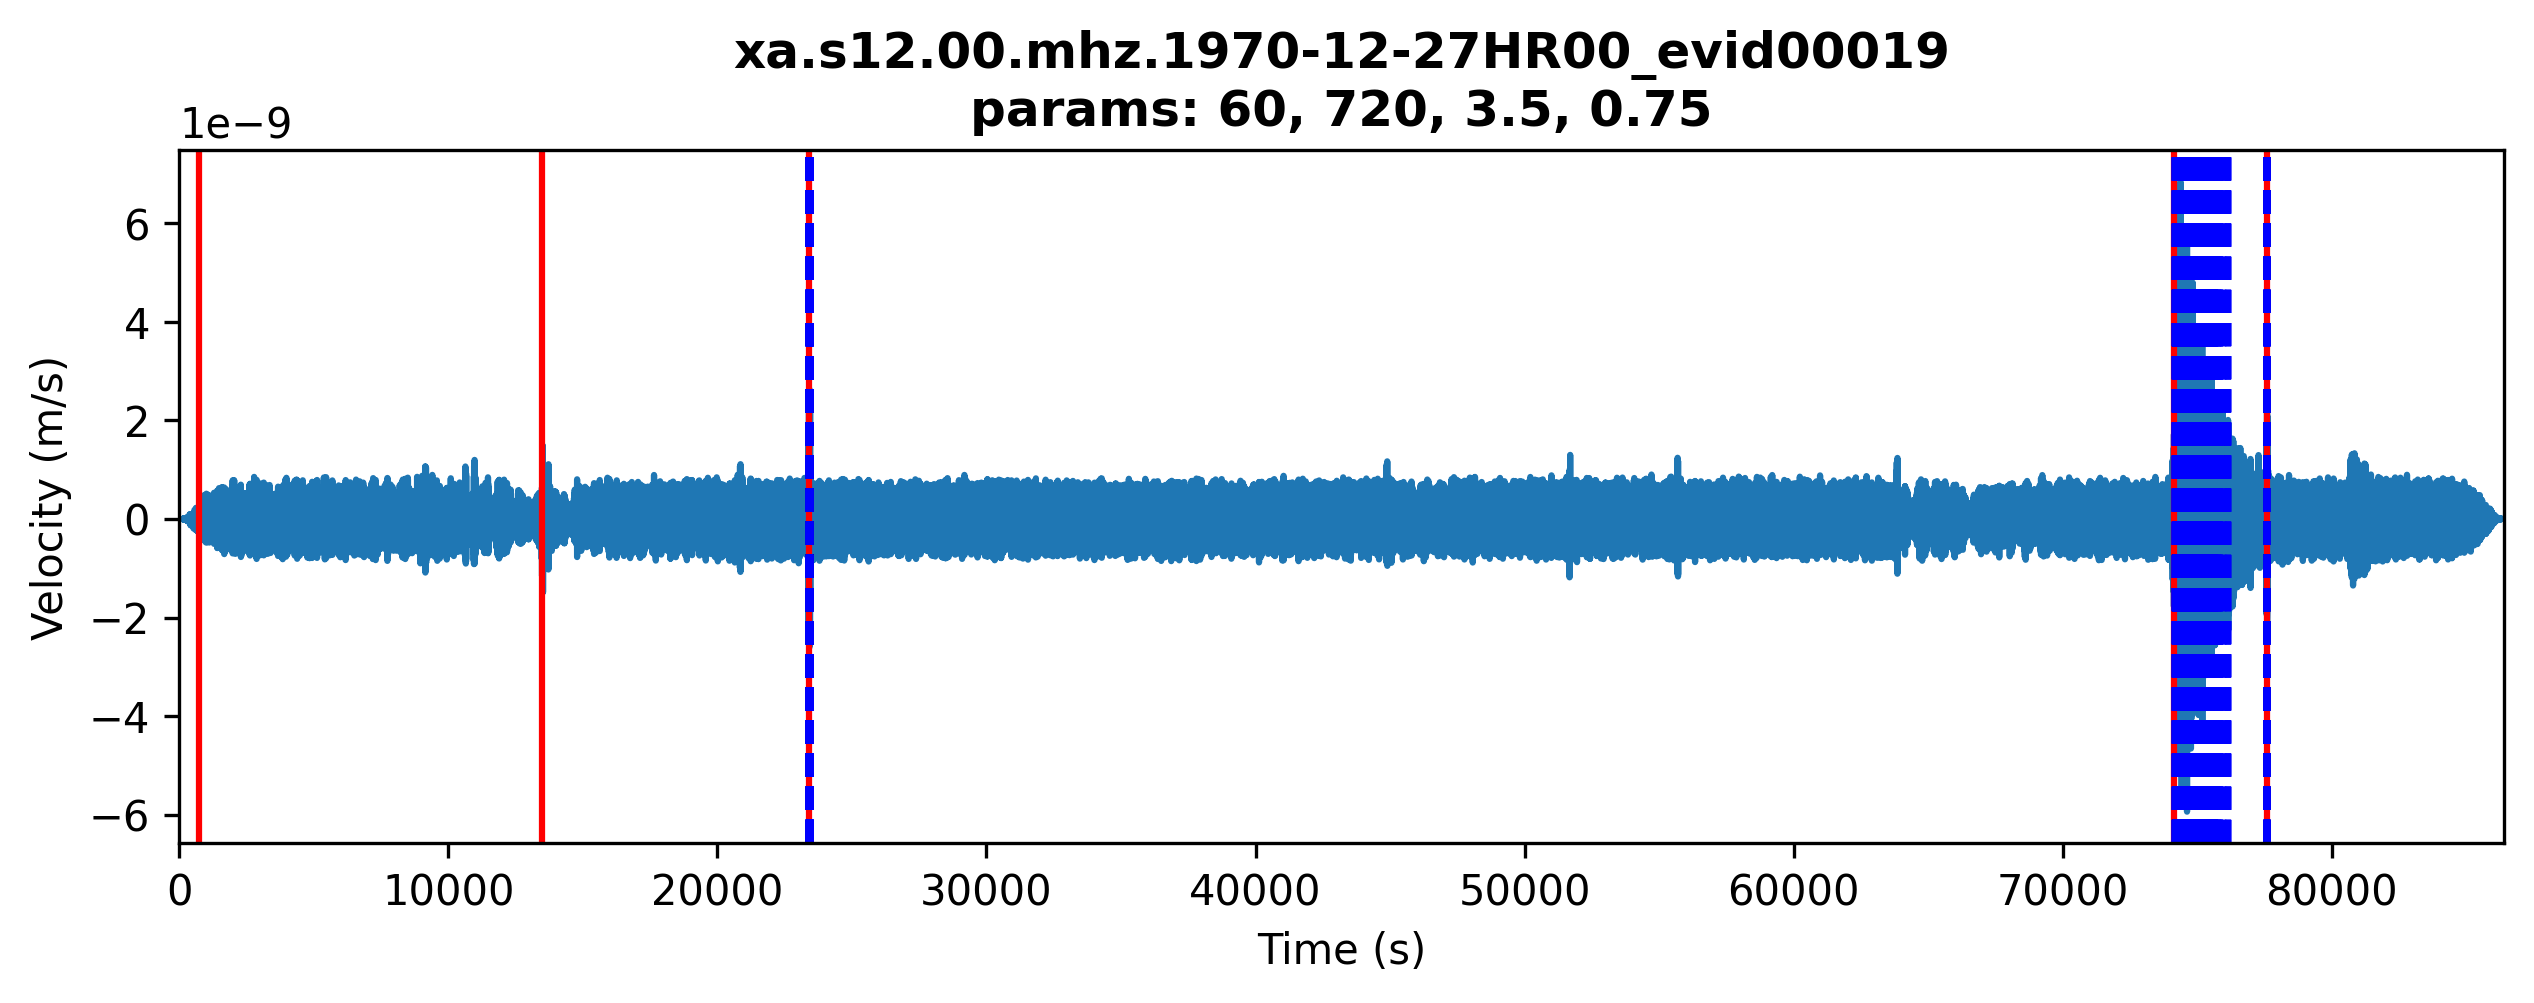 xa.s12.00.mhz.1970-12-27HR00_evid00019
params: 60, 720, 3.5, 0.75
1e−9
6
4
2
0
−2
−4
−6
Velocity (m/s)
0 10000 20000 30000 40000 50000 60000 70000 80000
Time (s)